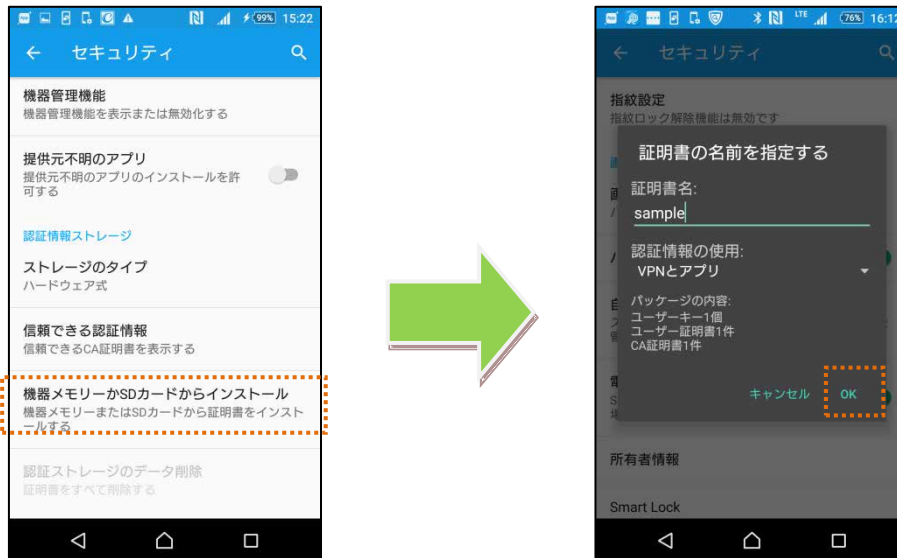 99% 15:22
セキュリティ
機器管理機能
機器管理機能を表示または無効化する
提供元不明のアプリ
提供元不明のアプリのインストールを許
可する
認証情報ストレージ
ストレージのタイプ
ハードウェア式
信頼できる認証情報
信頼できるCA証明書を表示する
機器メモリーかSDカードからインストール
機器メモリーまたはSDカードから証明書をインスト
ールする
認証ストレージのデータ削除
証明書をすべて削除する
LTE 76% 16:12
セキュリティ
指紋設定
指紋ロック解除機能は無効です
証明書の名前を指定する
証明書名:
sample
認証情報の使用:
VPNとアプリ
パッケージの内容:
ユーザーキー1個
ユーザー証明書1件
CA証明書1件
キャンセル OK
所有者情報
Smart Lock